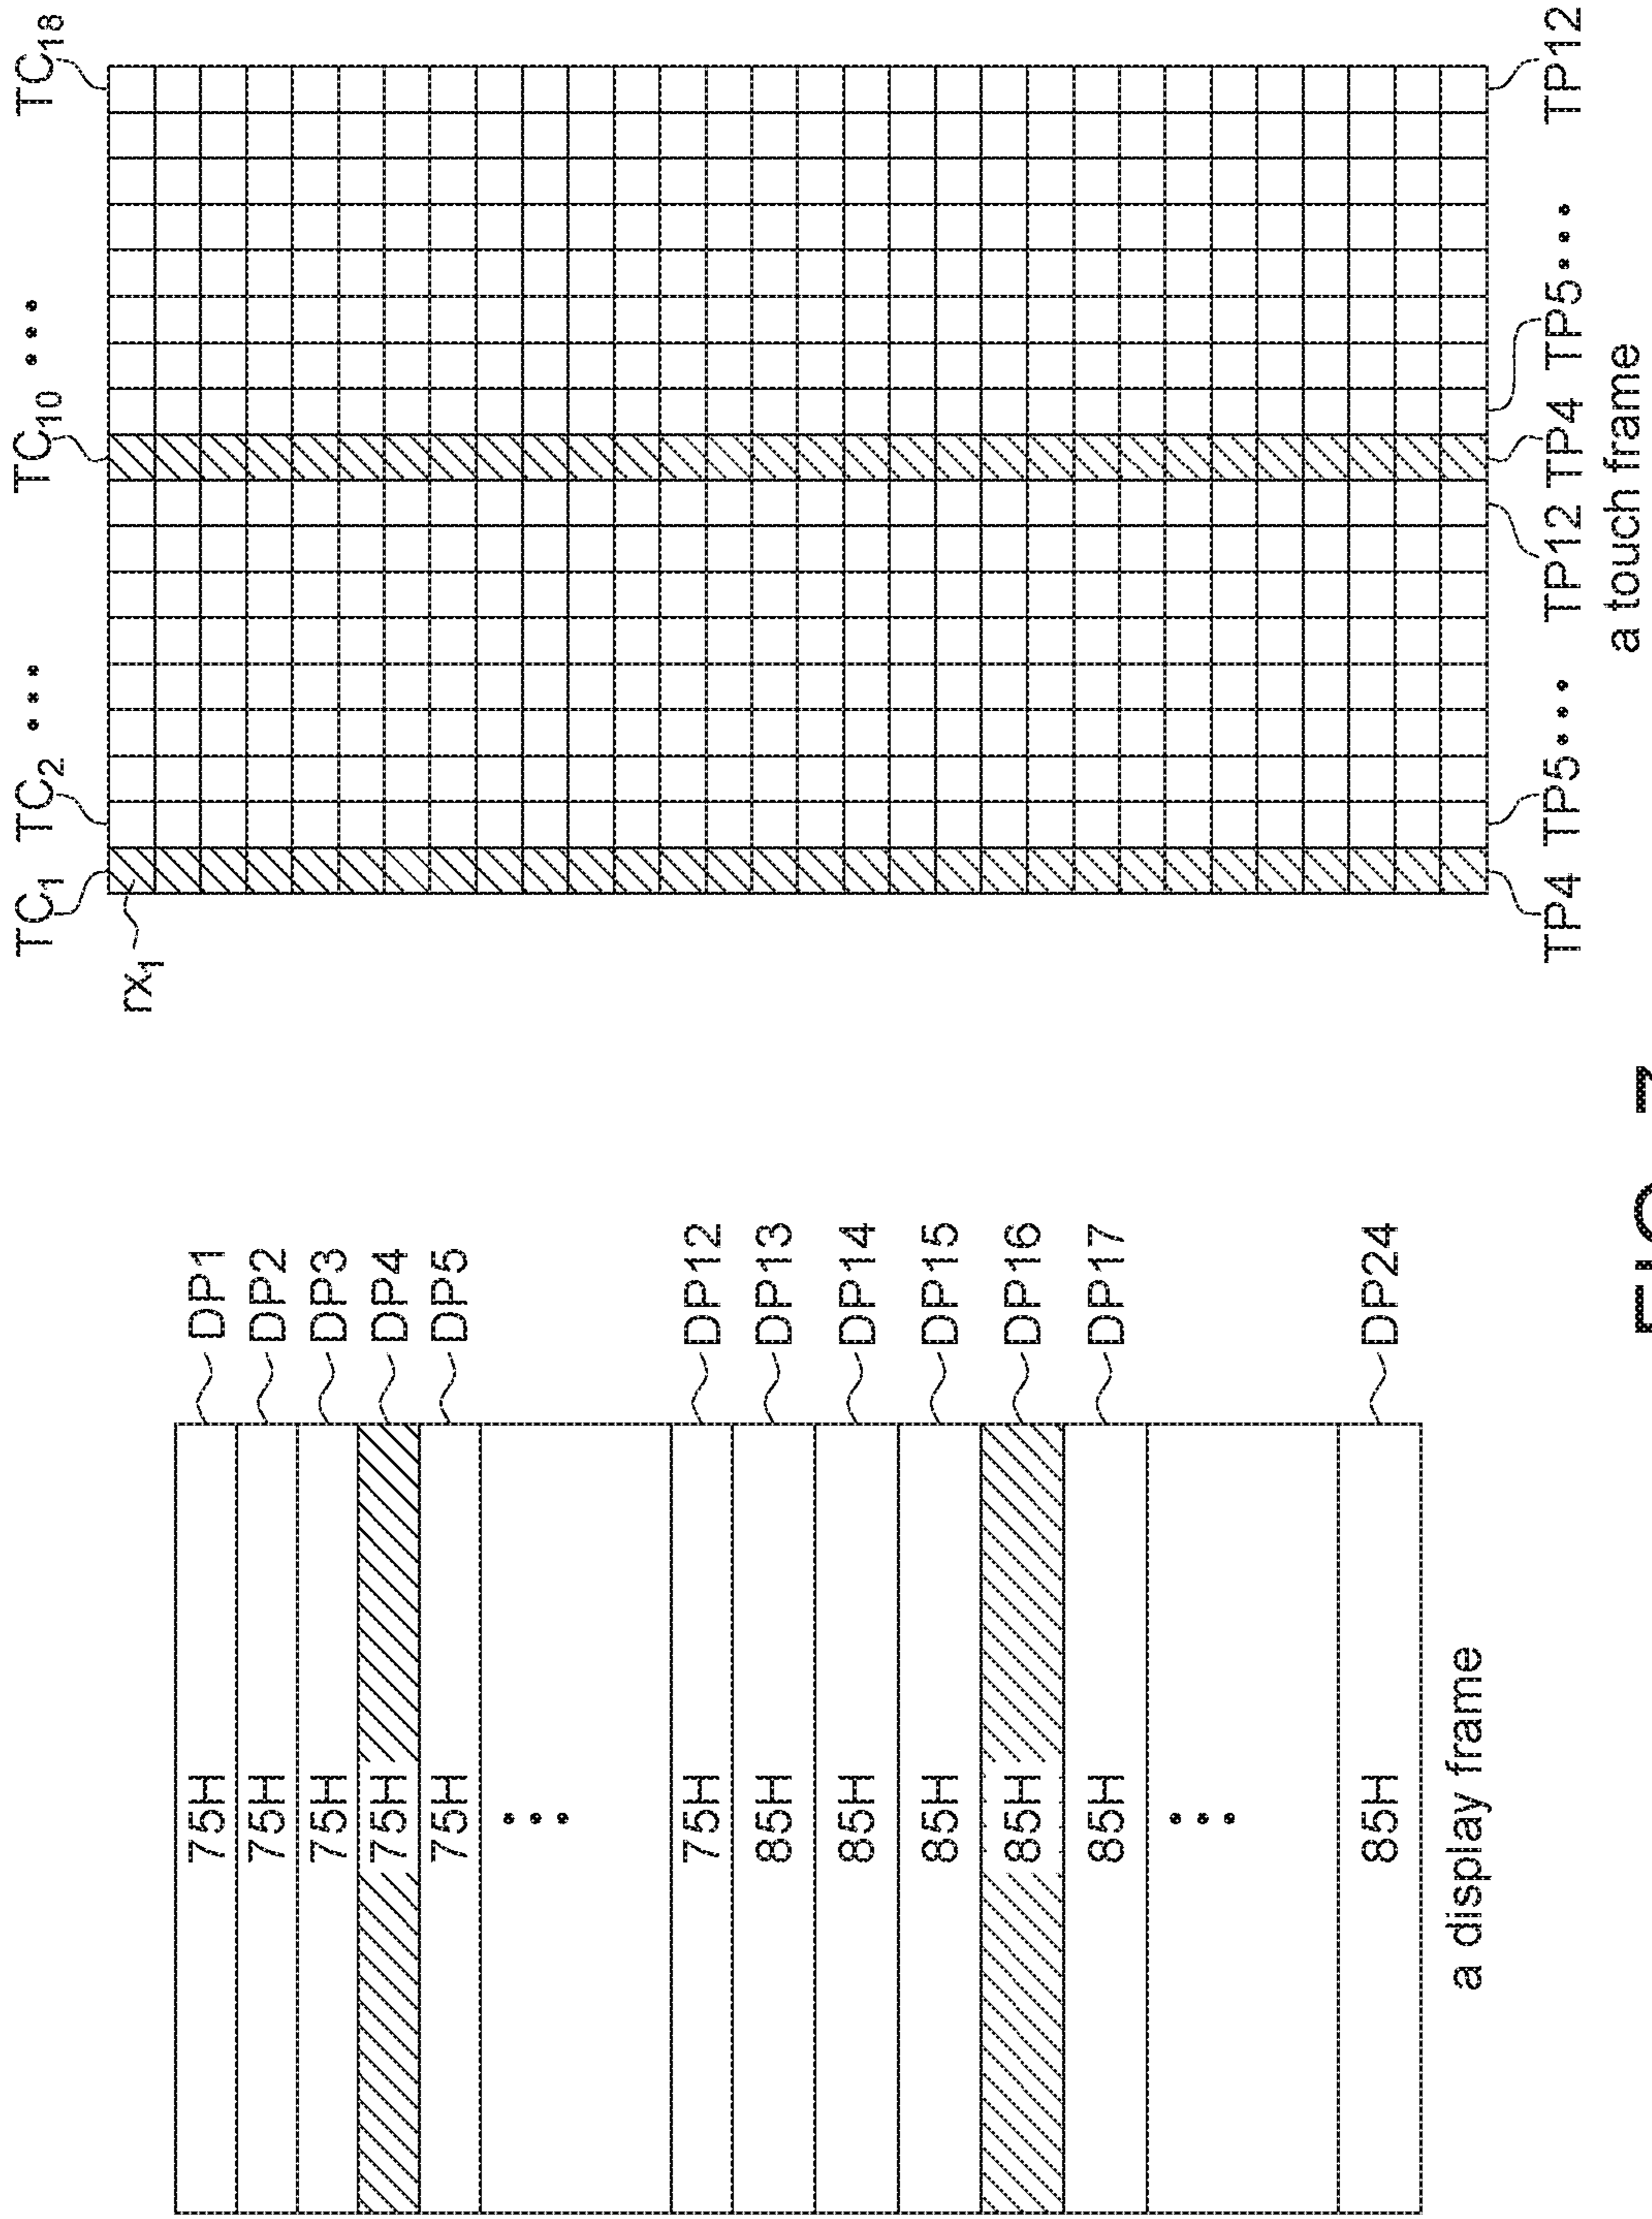 75H DP1
75H DP2
75H DP3
75H DP4
75H DP5
•••
75H DP12
85H DP13
85H DP14
85H DP15
85H DP16
85H DP17
•••
85H DP24
a display frame
TC1 TC2 ••• TC10 ••• TC18
rx1
TP4 TP5••• TP12 TP4 TP5••• TP12
a touch frame